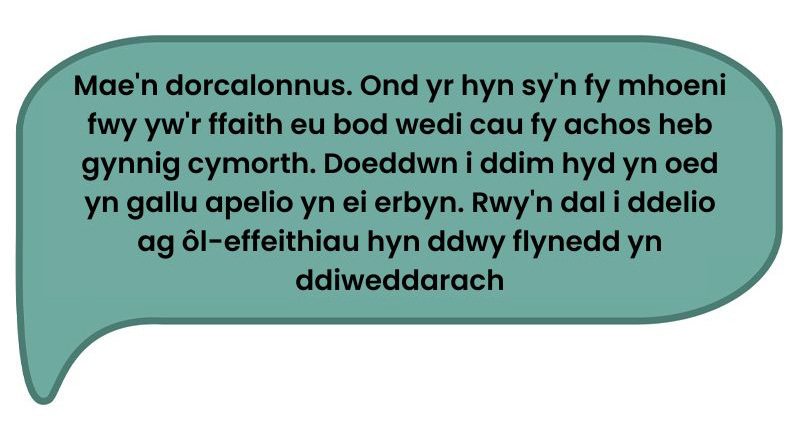 Mae'n dorcalonnus. Ond yr hyn sy'n fy mhoeni
fwy yw'r ffaith eu bod wedi cau fy achos heb
gynnig cymorth. Doeddwn i ddim hyd yn oed
yn gallu apelio yn ei erbyn. Rwy'n dal i ddelio
ag ôl-effeithiau hyn ddwy flynedd yn
ddiweddarach